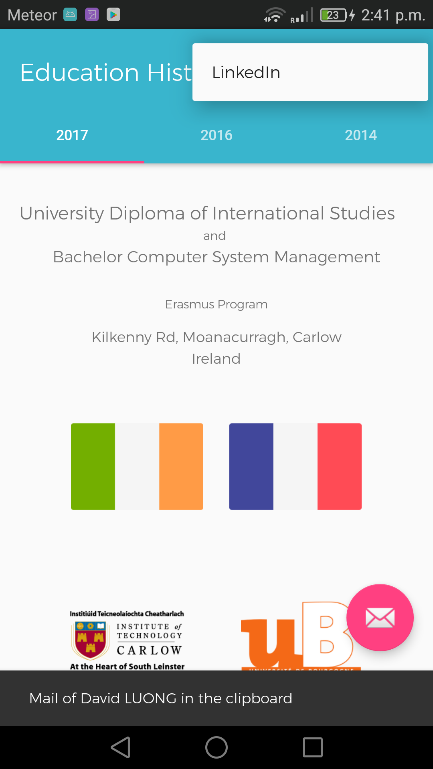 Meteor
23
2:41 p.m.
Education Hist
LinkedIn
2017
2016
2014
University Diploma of International Studies
and
Bachelor Computer System Management
Erasmus Program
Kilkenny Rd, Moanacurragh, Carlow
Ireland
Institiúid Teicneolaíochta Cheatharlach
INSTITUTE of
TECHNOLOGY
CARLOW
At the Heart of South Leinster
uB
Mail of David LUONG in the clipboard